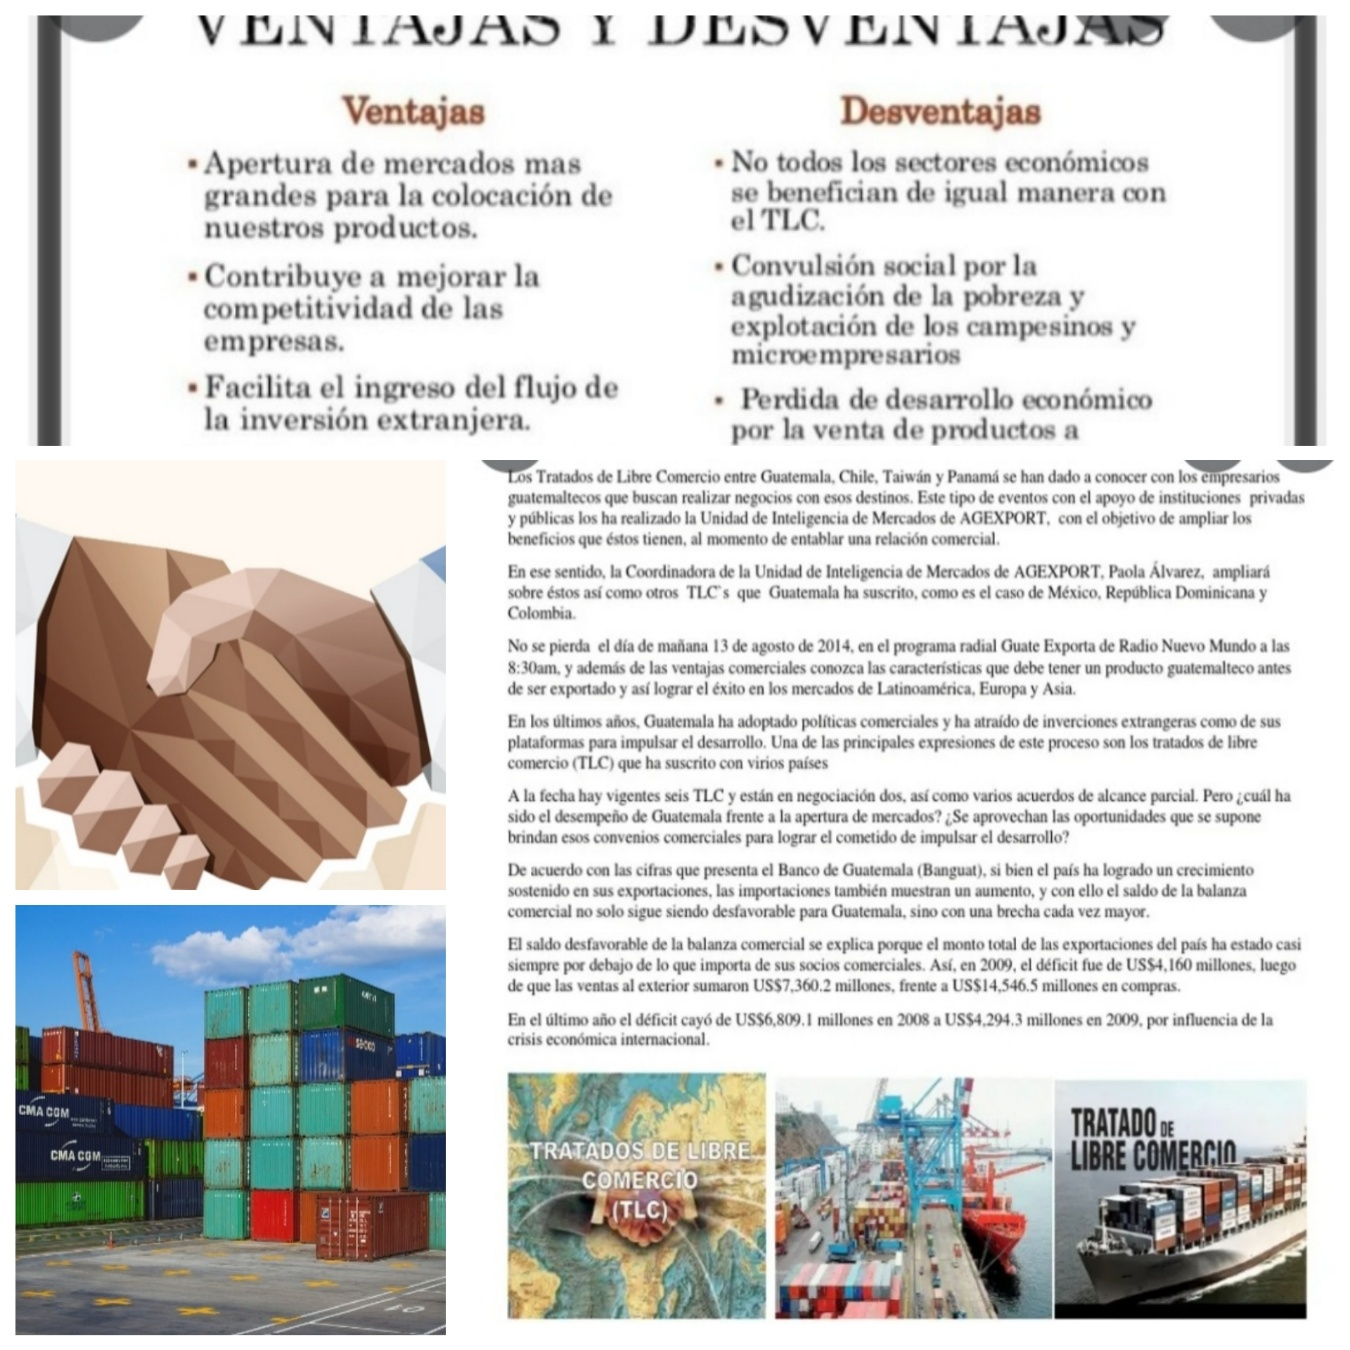 VENTAJAS Y DESVENTAJAS
Ventajas
▪ Apertura de mercados mas
grandes para la colocación de
nuestros productos.
▪ Contribuye a mejorar la
competitividad de las
empresas.
▪ Facilita el ingreso del flujo de
la inversión extranjera.
Desventajas
▪ No todos los sectores económicos
se benefician de igual manera con
el TLC.
▪ Convulsión social por la
agudización de la pobreza y
explotación de los campesinos y
microempresarios
▪ Perdida de desarrollo económico
por la venta de productos a
Los Tratados de Libre Comercio entre Guatemala, Chile, Taiwán y Panamá se han dado a conocer con los empresarios
guatemaltecos que buscan realizar negocios con esos destinos. Este tipo de eventos con el apoyo de instituciones privadas
y públicas los ha realizado la Unidad de Inteligencia de Mercados de AGEXPORT, con el objetivo de ampliar los
beneficios que éstos tienen, al momento de entablar una relación comercial.
En ese sentido, la Coordinadora de la Unidad de Inteligencia de Mercados de AGEXPORT, Paola Álvarez, ampliará
sobre éstos así como otros TLC`s que Guatemala ha suscrito, como es el caso de México, República Dominicana y
Colombia.
No se pierda el día de mañana 13 de agosto de 2014, en el programa radial Guate Exporta de Radio Nuevo Mundo a las
8:30am, y además de las ventajas comerciales conozca las características que debe tener un producto guatemalteco antes
de ser exportado y así lograr el éxito en los mercados de Latinoamérica, Europa y Asia.
En los últimos años, Guatemala ha adoptado políticas comerciales y ha atraído de inverciones extrangeras como de sus
plataformas para impulsar el desarrollo. Una de las principales expresiones de este proceso son los tratados de libre
comercio (TLC) que ha suscrito con virios países
A la fecha hay vigentes seis TLC y están en negociación dos, así como varios acuerdos de alcance parcial. Pero ¿cuál ha
sido el desempeño de Guatemala frente a la apertura de mercados? ¿Se aprovechan las oportunidades que se supone
brindan esos convenios comerciales para lograr el cometido de impulsar el desarrollo?
De acuerdo con las cifras que presenta el Banco de Guatemala (Banguat), si bien el país ha logrado un crecimiento
sostenido en sus exportaciones, las importaciones también muestran un aumento, y con ello el saldo de la balanza
comercial no solo sigue siendo desfavorable para Guatemala, sino con una brecha cada vez mayor.
El saldo desfavorable de la balanza comercial se explica porque el monto total de las exportaciones del país ha estado casi
siempre por debajo de lo que importa de sus socios comerciales. Así, en 2009, el déficit fue de US$4,160 millones, luego
de que las ventas al exterior sumaron US$7,360.2 millones, frente a US$14,546.5 millones en compras.
En el último año el déficit cayó de US$6,809.1 millones en 2008 a US$4,294.3 millones en 2009, por influencia de la
crisis económica internacional.
CMA CGM
CMA CGM
TRATADOS DE LIBRE
COMERCIO
(TLC)
TRATADO DE
LIBRE COMERCIO